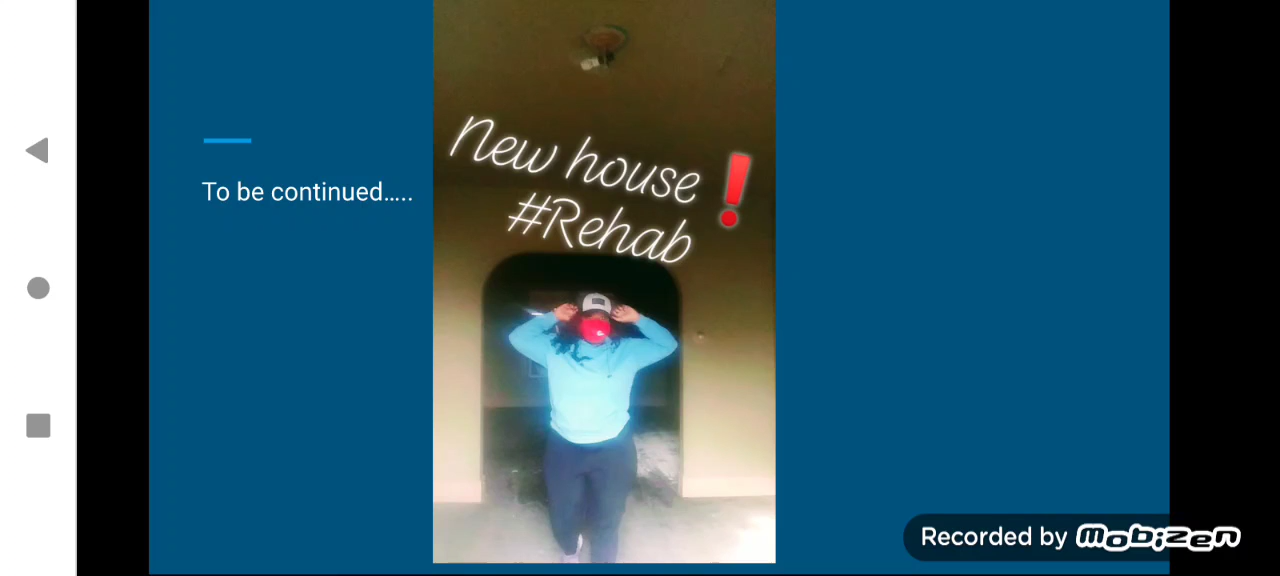 To be continued.....
New house❗
#Rehab
Recorded by mobizen